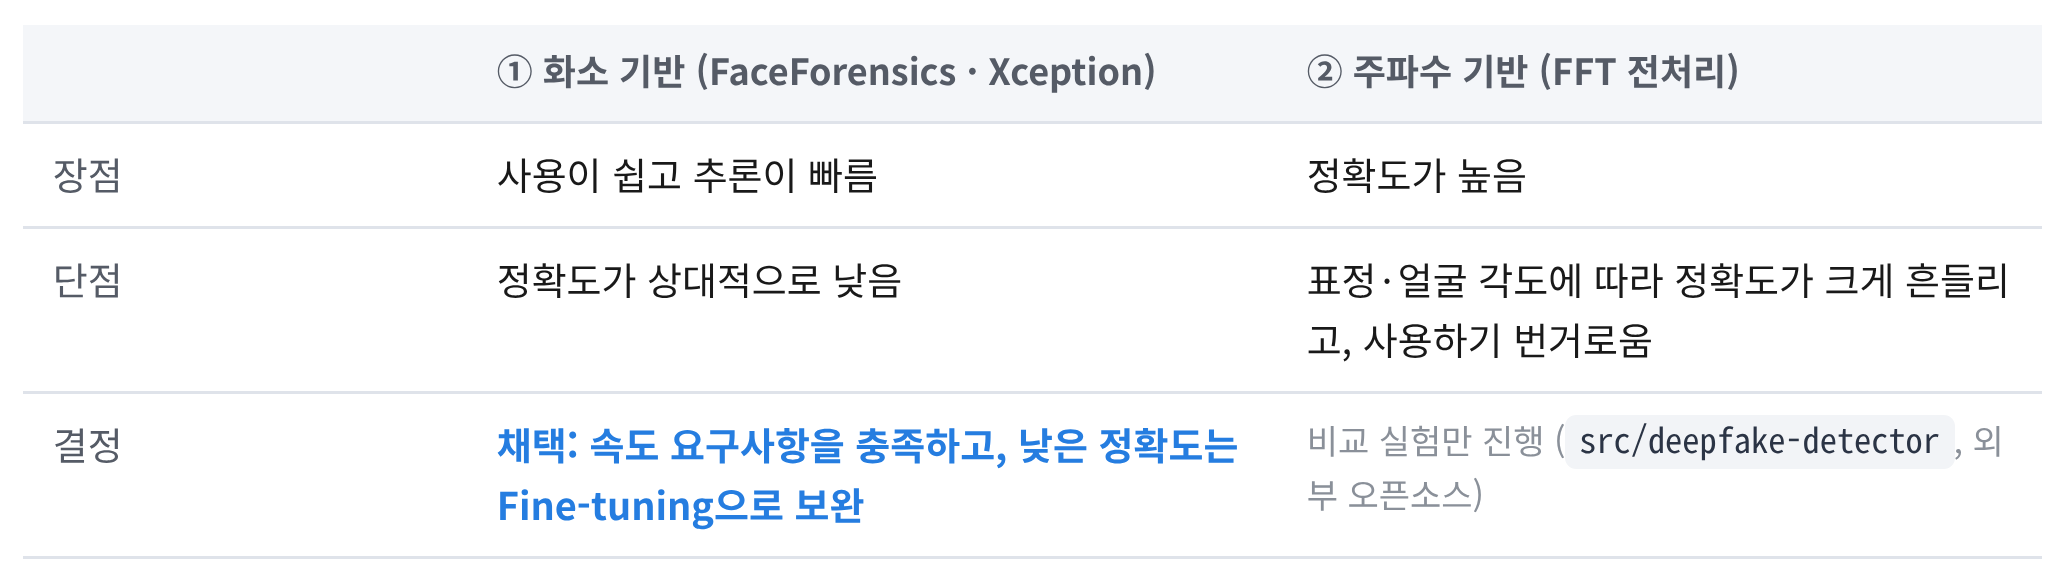 ① 화소 기반 (FaceForensics · Xception)
② 주파수 기반 (FFT 전처리)
장점
사용이 쉽고 추론이 빠름
정확도가 높음
단점
정확도가 상대적으로 낮음
표정·얼굴 각도에 따라 정확도가 크게 흔들리
고, 사용하기 번거로움
결정
채택: 속도 요구사항을 충족하고, 낮은 정확도는
Fine-tuning으로 보완
비교 실험만 진행 (src/deepfake-detector, 외
부 오픈소스)